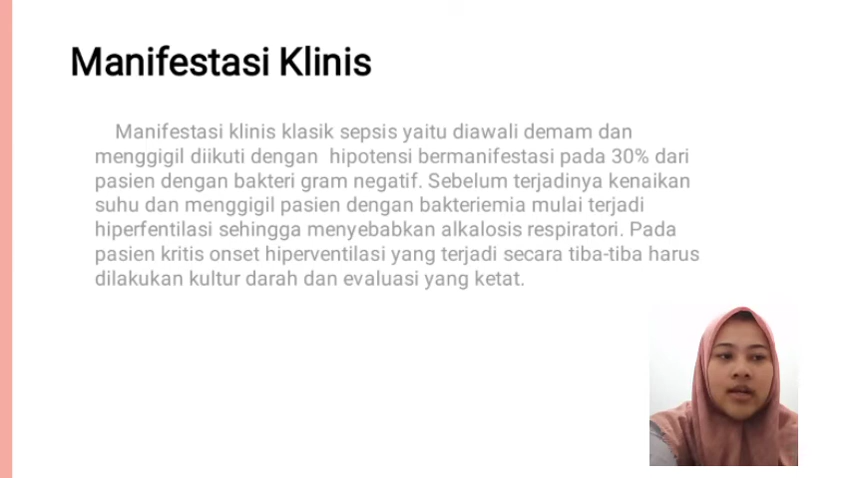 Manifestasi Klinis
Manifestasi klinis klasik sepsis yaitu diawali demam dan
menggigil diikuti dengan  hipotensi bermanifestasi pada 30% dari
pasien dengan bakteri gram negatif. Sebelum terjadinya kenaikan
suhu dan menggigil pasien dengan bakteriemia mulai terjadi
hiperfentilasi sehingga menyebabkan alkalosis respiratori. Pada
pasien kritis onset hiperventilasi yang terjadi secara tiba-tiba harus
dilakukan kultur darah dan evaluasi yang ketat.